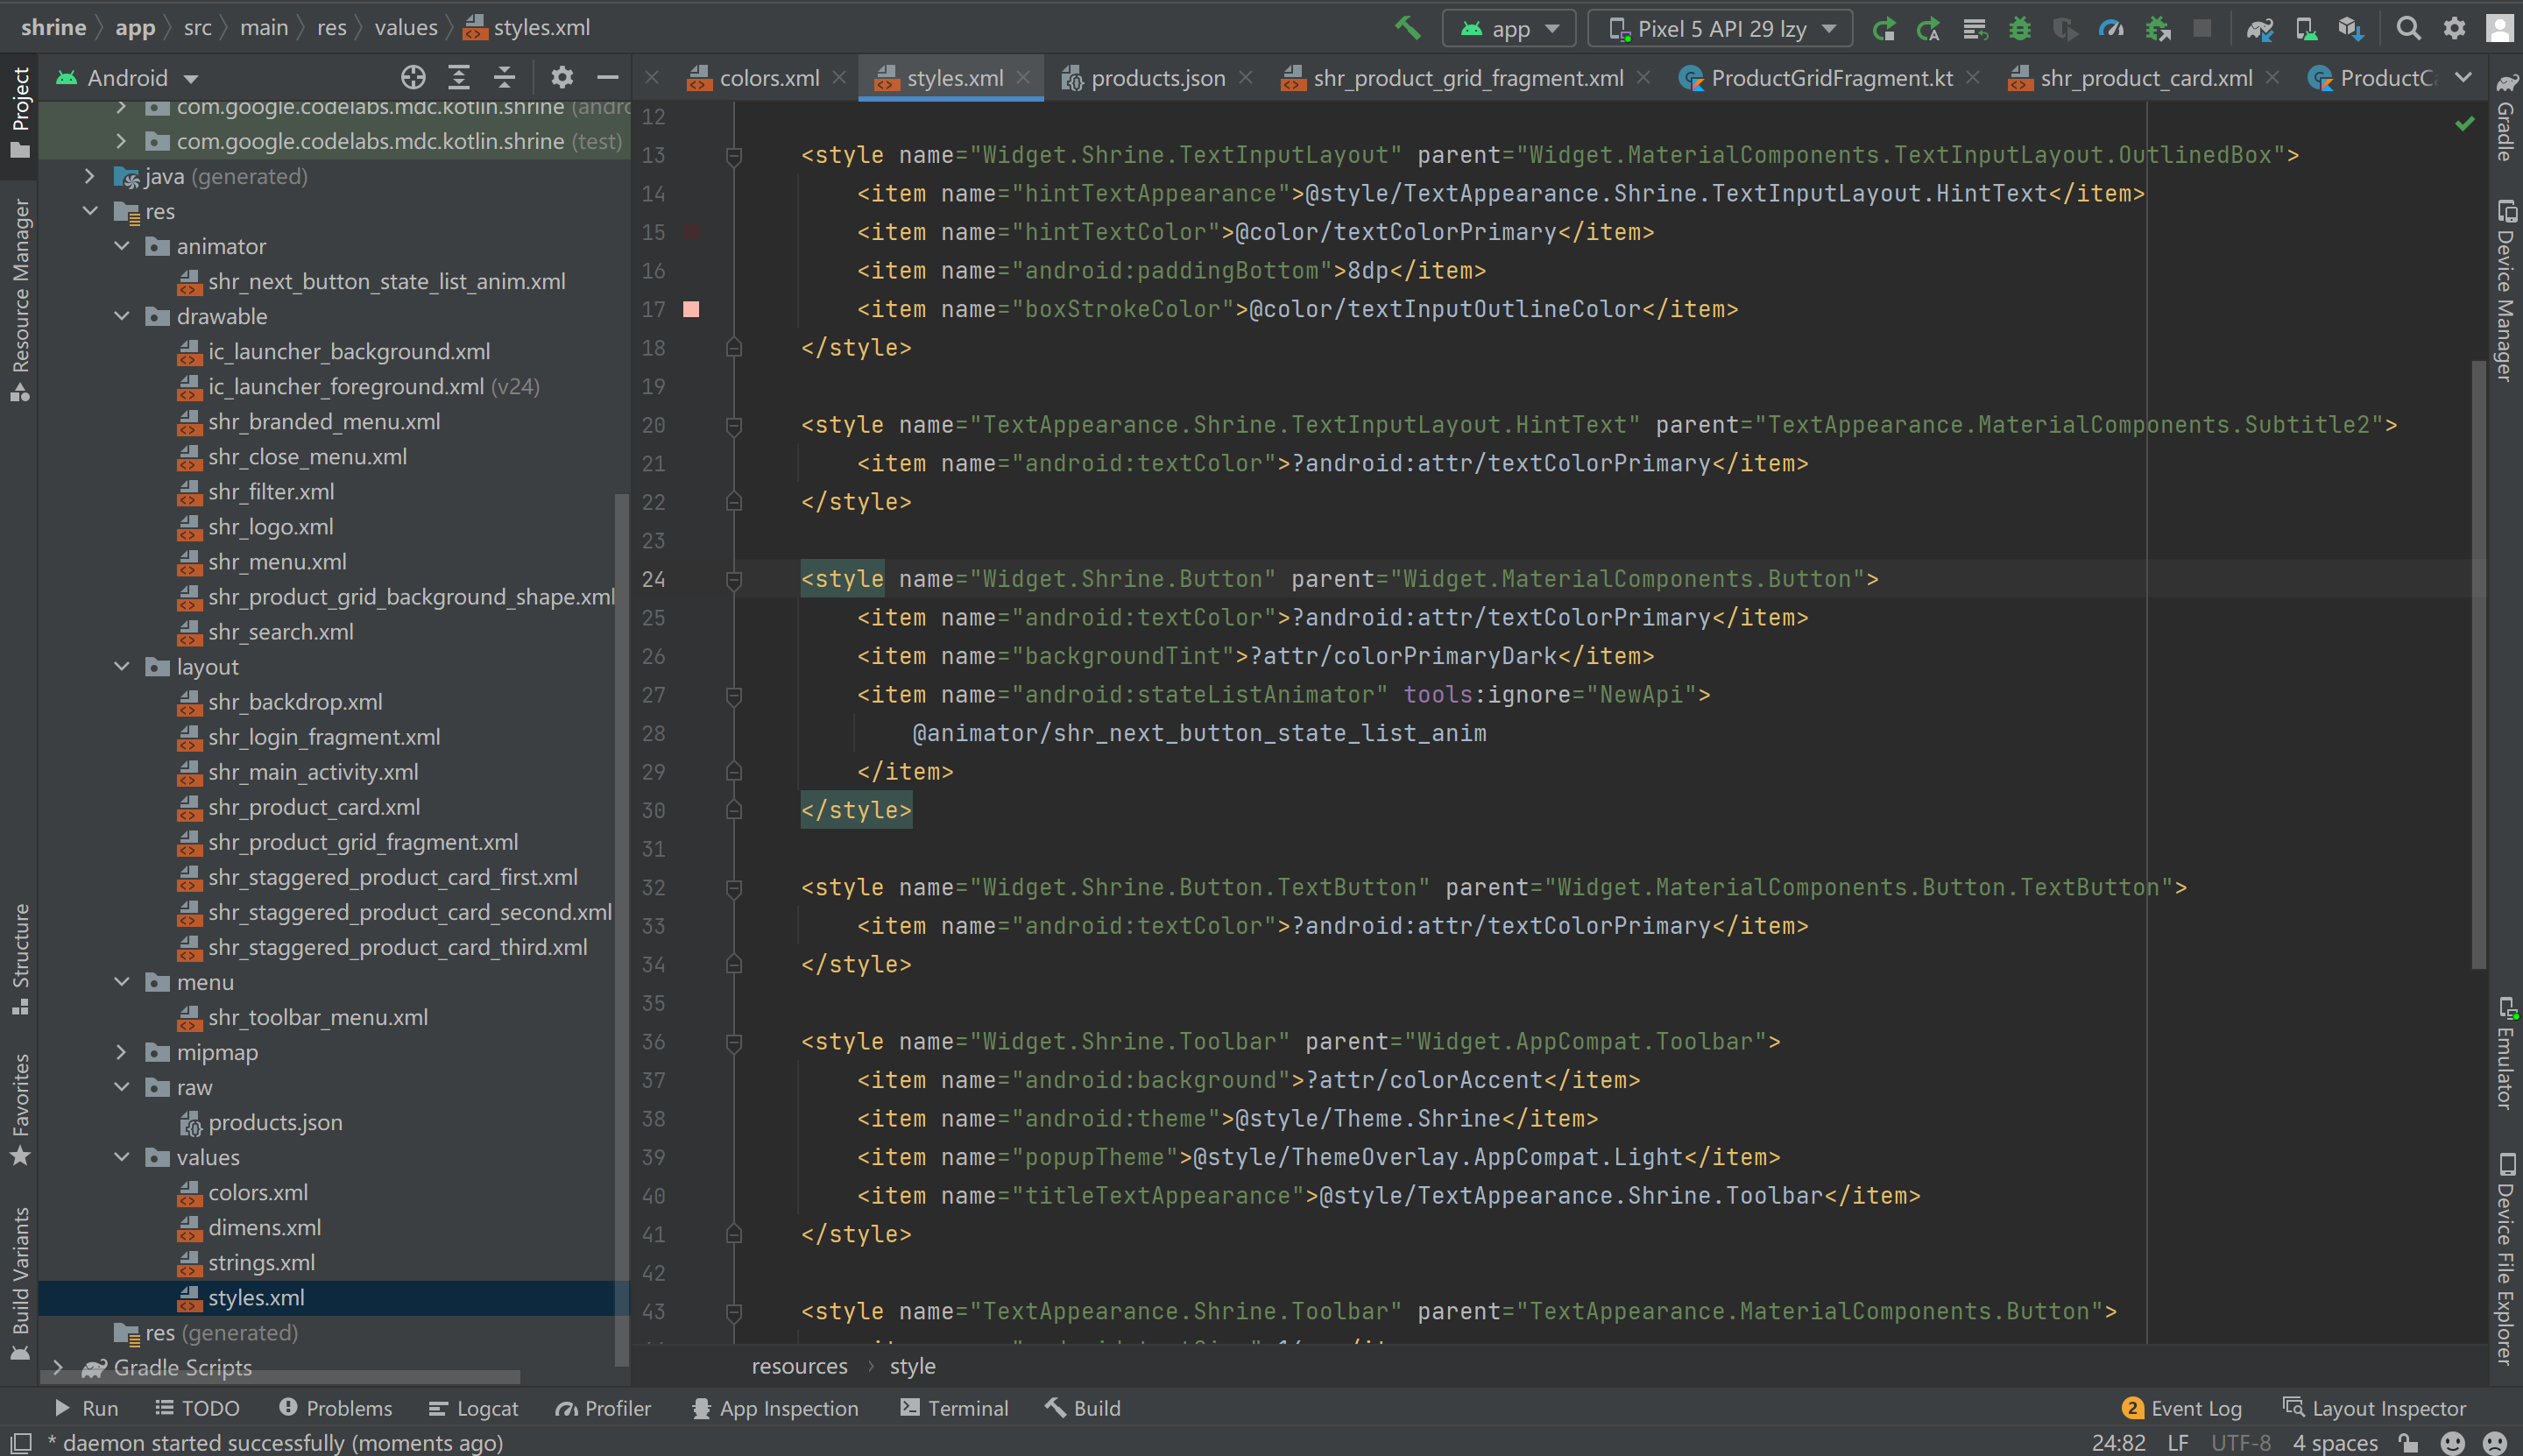 shrine app src main res values styles.xml
app Pixel 5 API 29 lzy
Android
colors.xml styles.xml products.json shr_product_grid_fragment.xml ProductGridFragment.kt shr_product_card.xml ProductC
Project
Resource Manager
Structure
Favorites
Build Variants
com.google.codelabs.mdc.kotlin.shrine
com.google.codelabs.mdc.kotlin.shrine (test)
java (generated)
res
animator
shr_next_button_state_list_anim.xml
drawable
ic_launcher_background.xml
ic_launcher_foreground.xml (v24)
shr_branded_menu.xml
shr_close_menu.xml
shr_filter.xml
shr_logo.xml
shr_menu.xml
shr_product_grid_background_shape.xml
shr_search.xml
layout
shr_backdrop.xml
shr_login_fragment.xml
shr_main_activity.xml
shr_product_card.xml
shr_product_grid_fragment.xml
shr_staggered_product_card_first.xml
shr_staggered_product_card_second.xml
shr_staggered_product_card_third.xml
menu
shr_toolbar_menu.xml
mipmap
raw
products.json
values
colors.xml
dimens.xml
strings.xml
styles.xml
res (generated)
Gradle Scripts
12
13 <style name="Widget.Shrine.TextInputLayout" parent="Widget.MaterialComponents.TextInputLayout.OutlinedBox">
14 <item name="hintTextAppearance">@style/TextAppearance.Shrine.TextInputLayout.HintText</item>
15 <item name="hintTextColor">@color/textColorPrimary</item>
16 <item name="android:paddingBottom">8dp</item>
17 <item name="boxStrokeColor">@color/textInputOutlineColor</item>
18 </style>
19
20 <style name="TextAppearance.Shrine.TextInputLayout.HintText" parent="TextAppearance.MaterialComponents.Subtitle2">
21 <item name="android:textColor">?android:attr/textColorPrimary</item>
22 </style>
23
24 <style name="Widget.Shrine.Button" parent="Widget.MaterialComponents.Button">
25 <item name="android:textColor">?android:attr/textColorPrimary</item>
26 <item name="backgroundTint">?attr/colorPrimaryDark</item>
27 <item name="android:stateListAnimator" tools:ignore="NewApi">
28 @animator/shr_next_button_state_list_anim
29 </item>
30 </style>
31
32 <style name="Widget.Shrine.Button.TextButton" parent="Widget.MaterialComponents.Button.TextButton">
33 <item name="android:textColor">?android:attr/textColorPrimary</item>
34 </style>
35
36 <style name="Widget.Shrine.Toolbar" parent="Widget.AppCompat.Toolbar">
37 <item name="android:background">?attr/colorAccent</item>
38 <item name="android:theme">@style/Theme.Shrine</item>
39 <item name="popupTheme">@style/ThemeOverlay.AppCompat.Light</item>
40 <item name="titleTextAppearance">@style/TextAppearance.Shrine.Toolbar</item>
41 </style>
42
43 <style name="TextAppearance.Shrine.Toolbar" parent="TextAppearance.MaterialComponents.Button">
resources style
Gradle
Device Manager
Emulator
Device File Explorer
Run TODO Problems Logcat Profiler App Inspection Terminal Build 2 Event Log Layout Inspector
* daemon started successfully (moments ago) 24:82 LF UTF-8 4 spaces